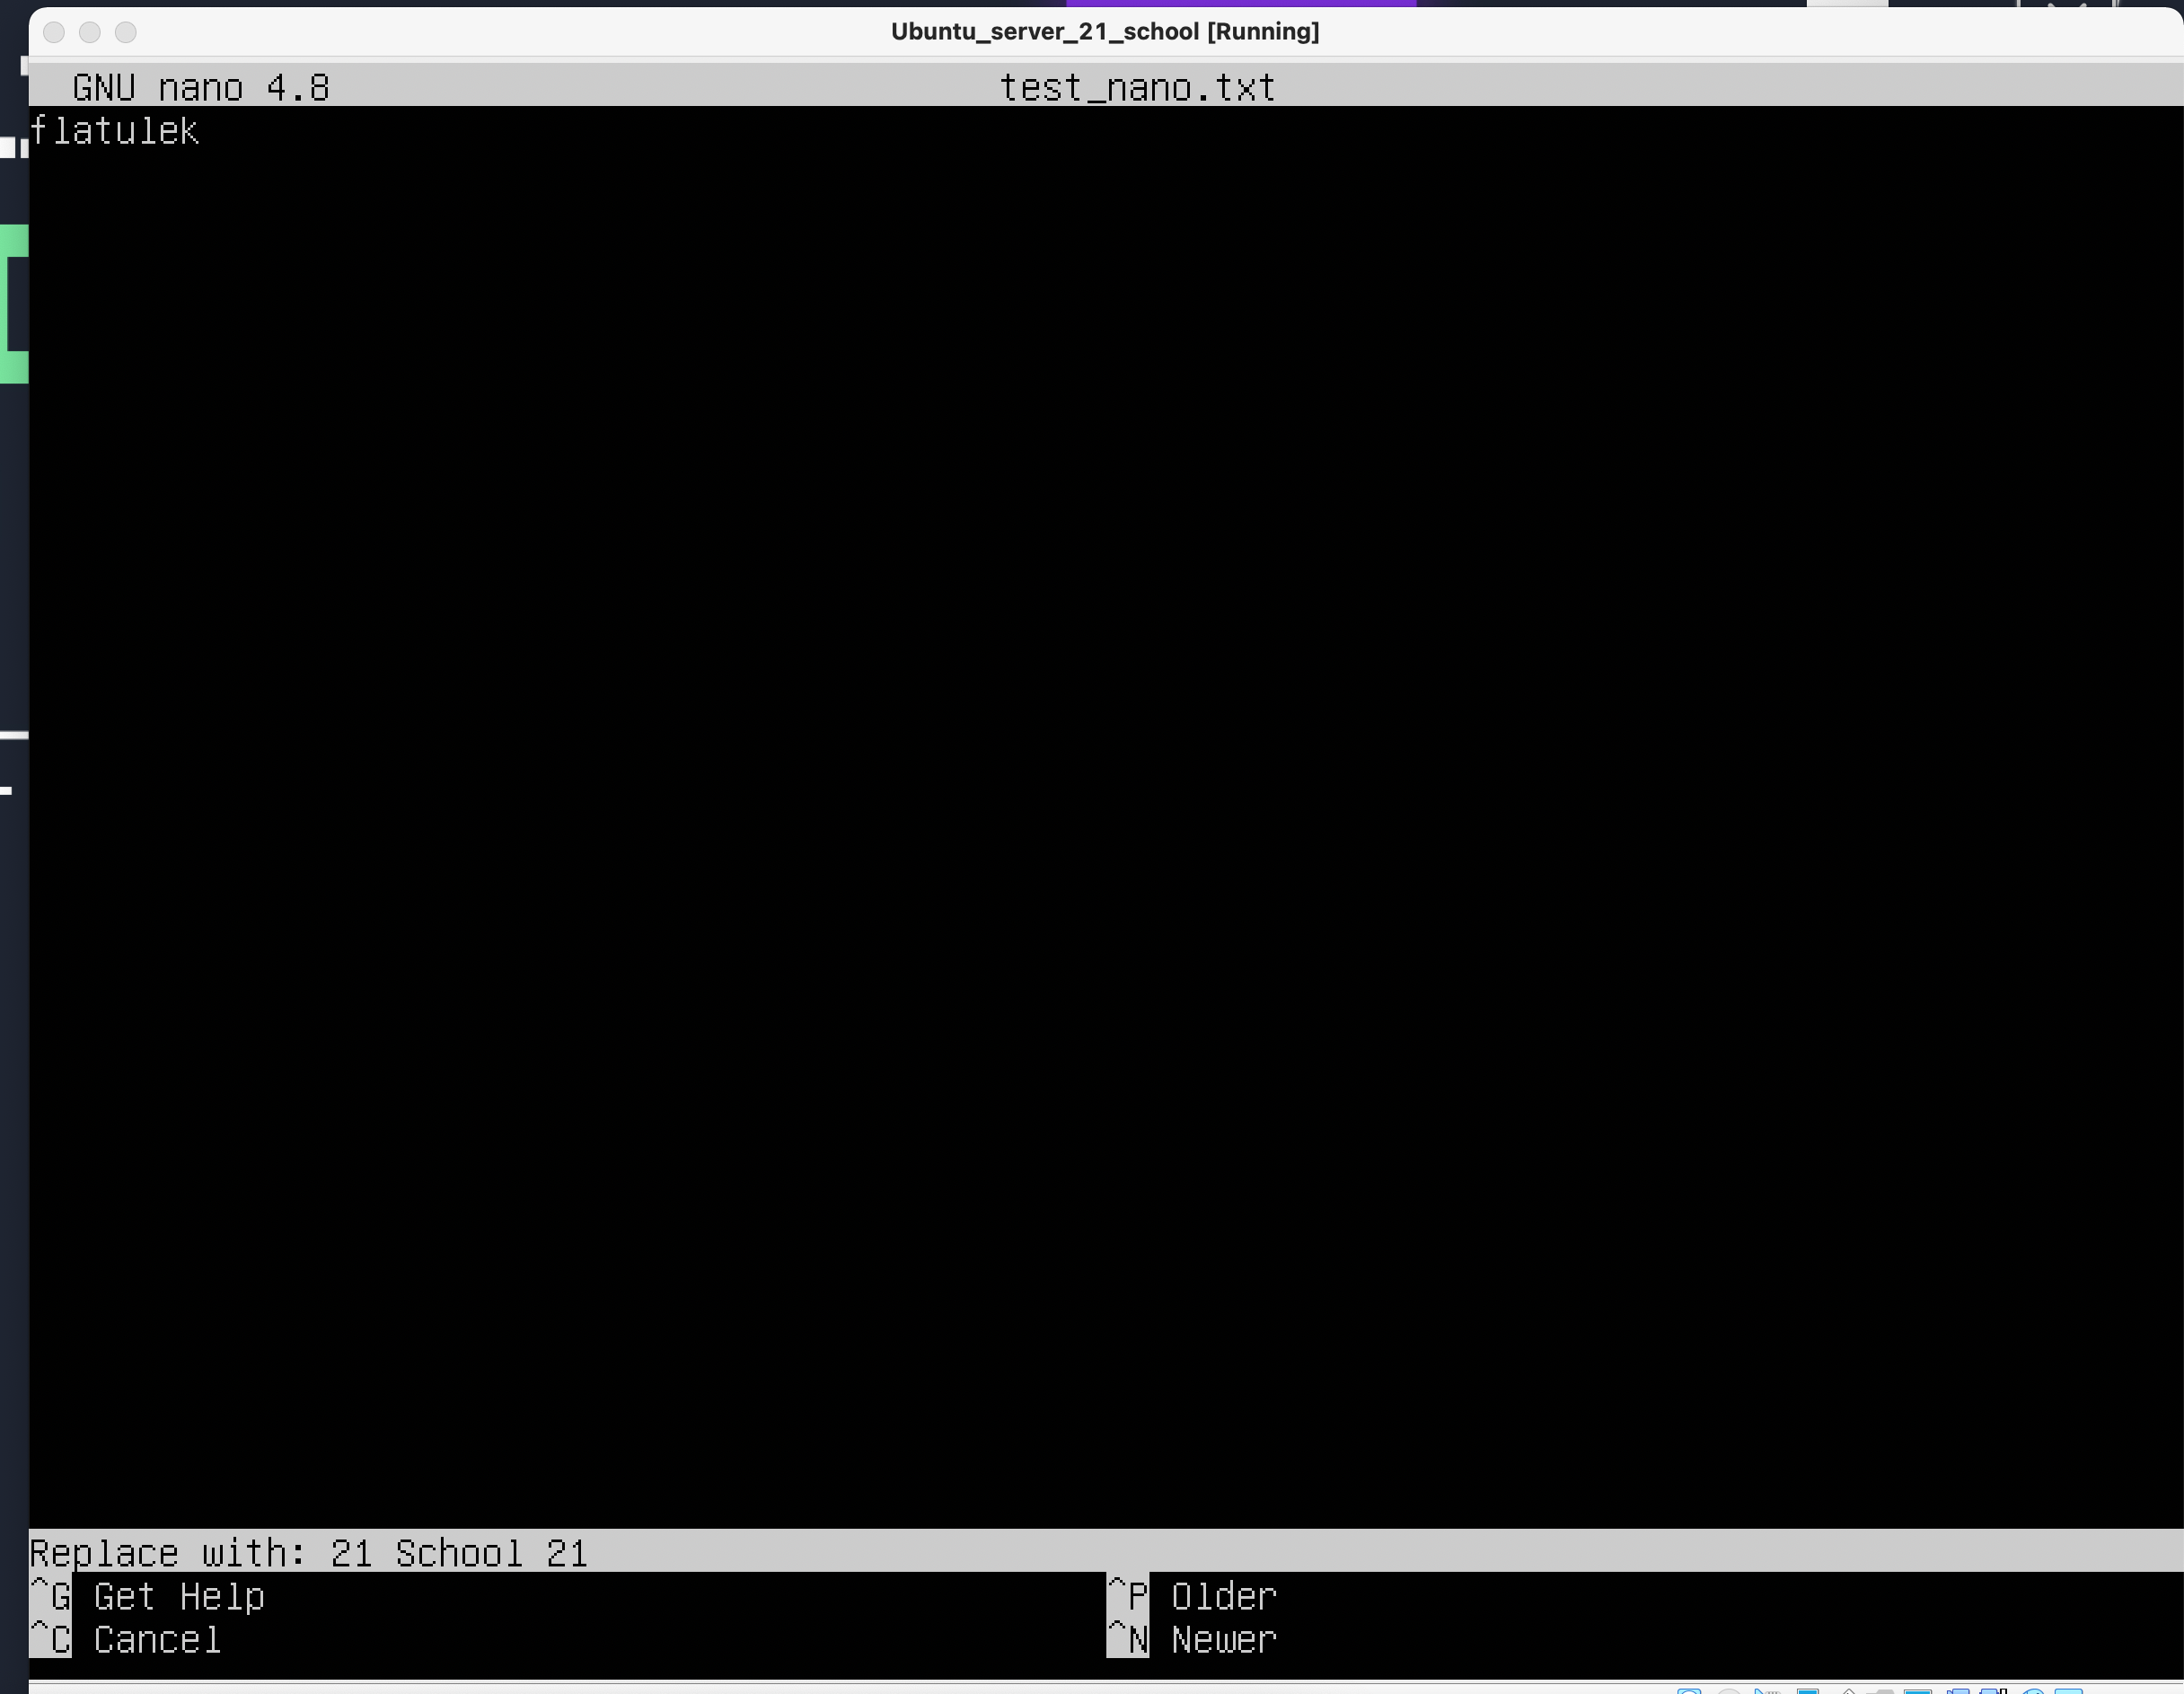 Ubuntu_server_21_school [Running]
GNU nano 4.8 test_nano.txt
flatulek
Replace with: 21 School 21
^G Get Help ^P Older
^C Cancel ^N Newer